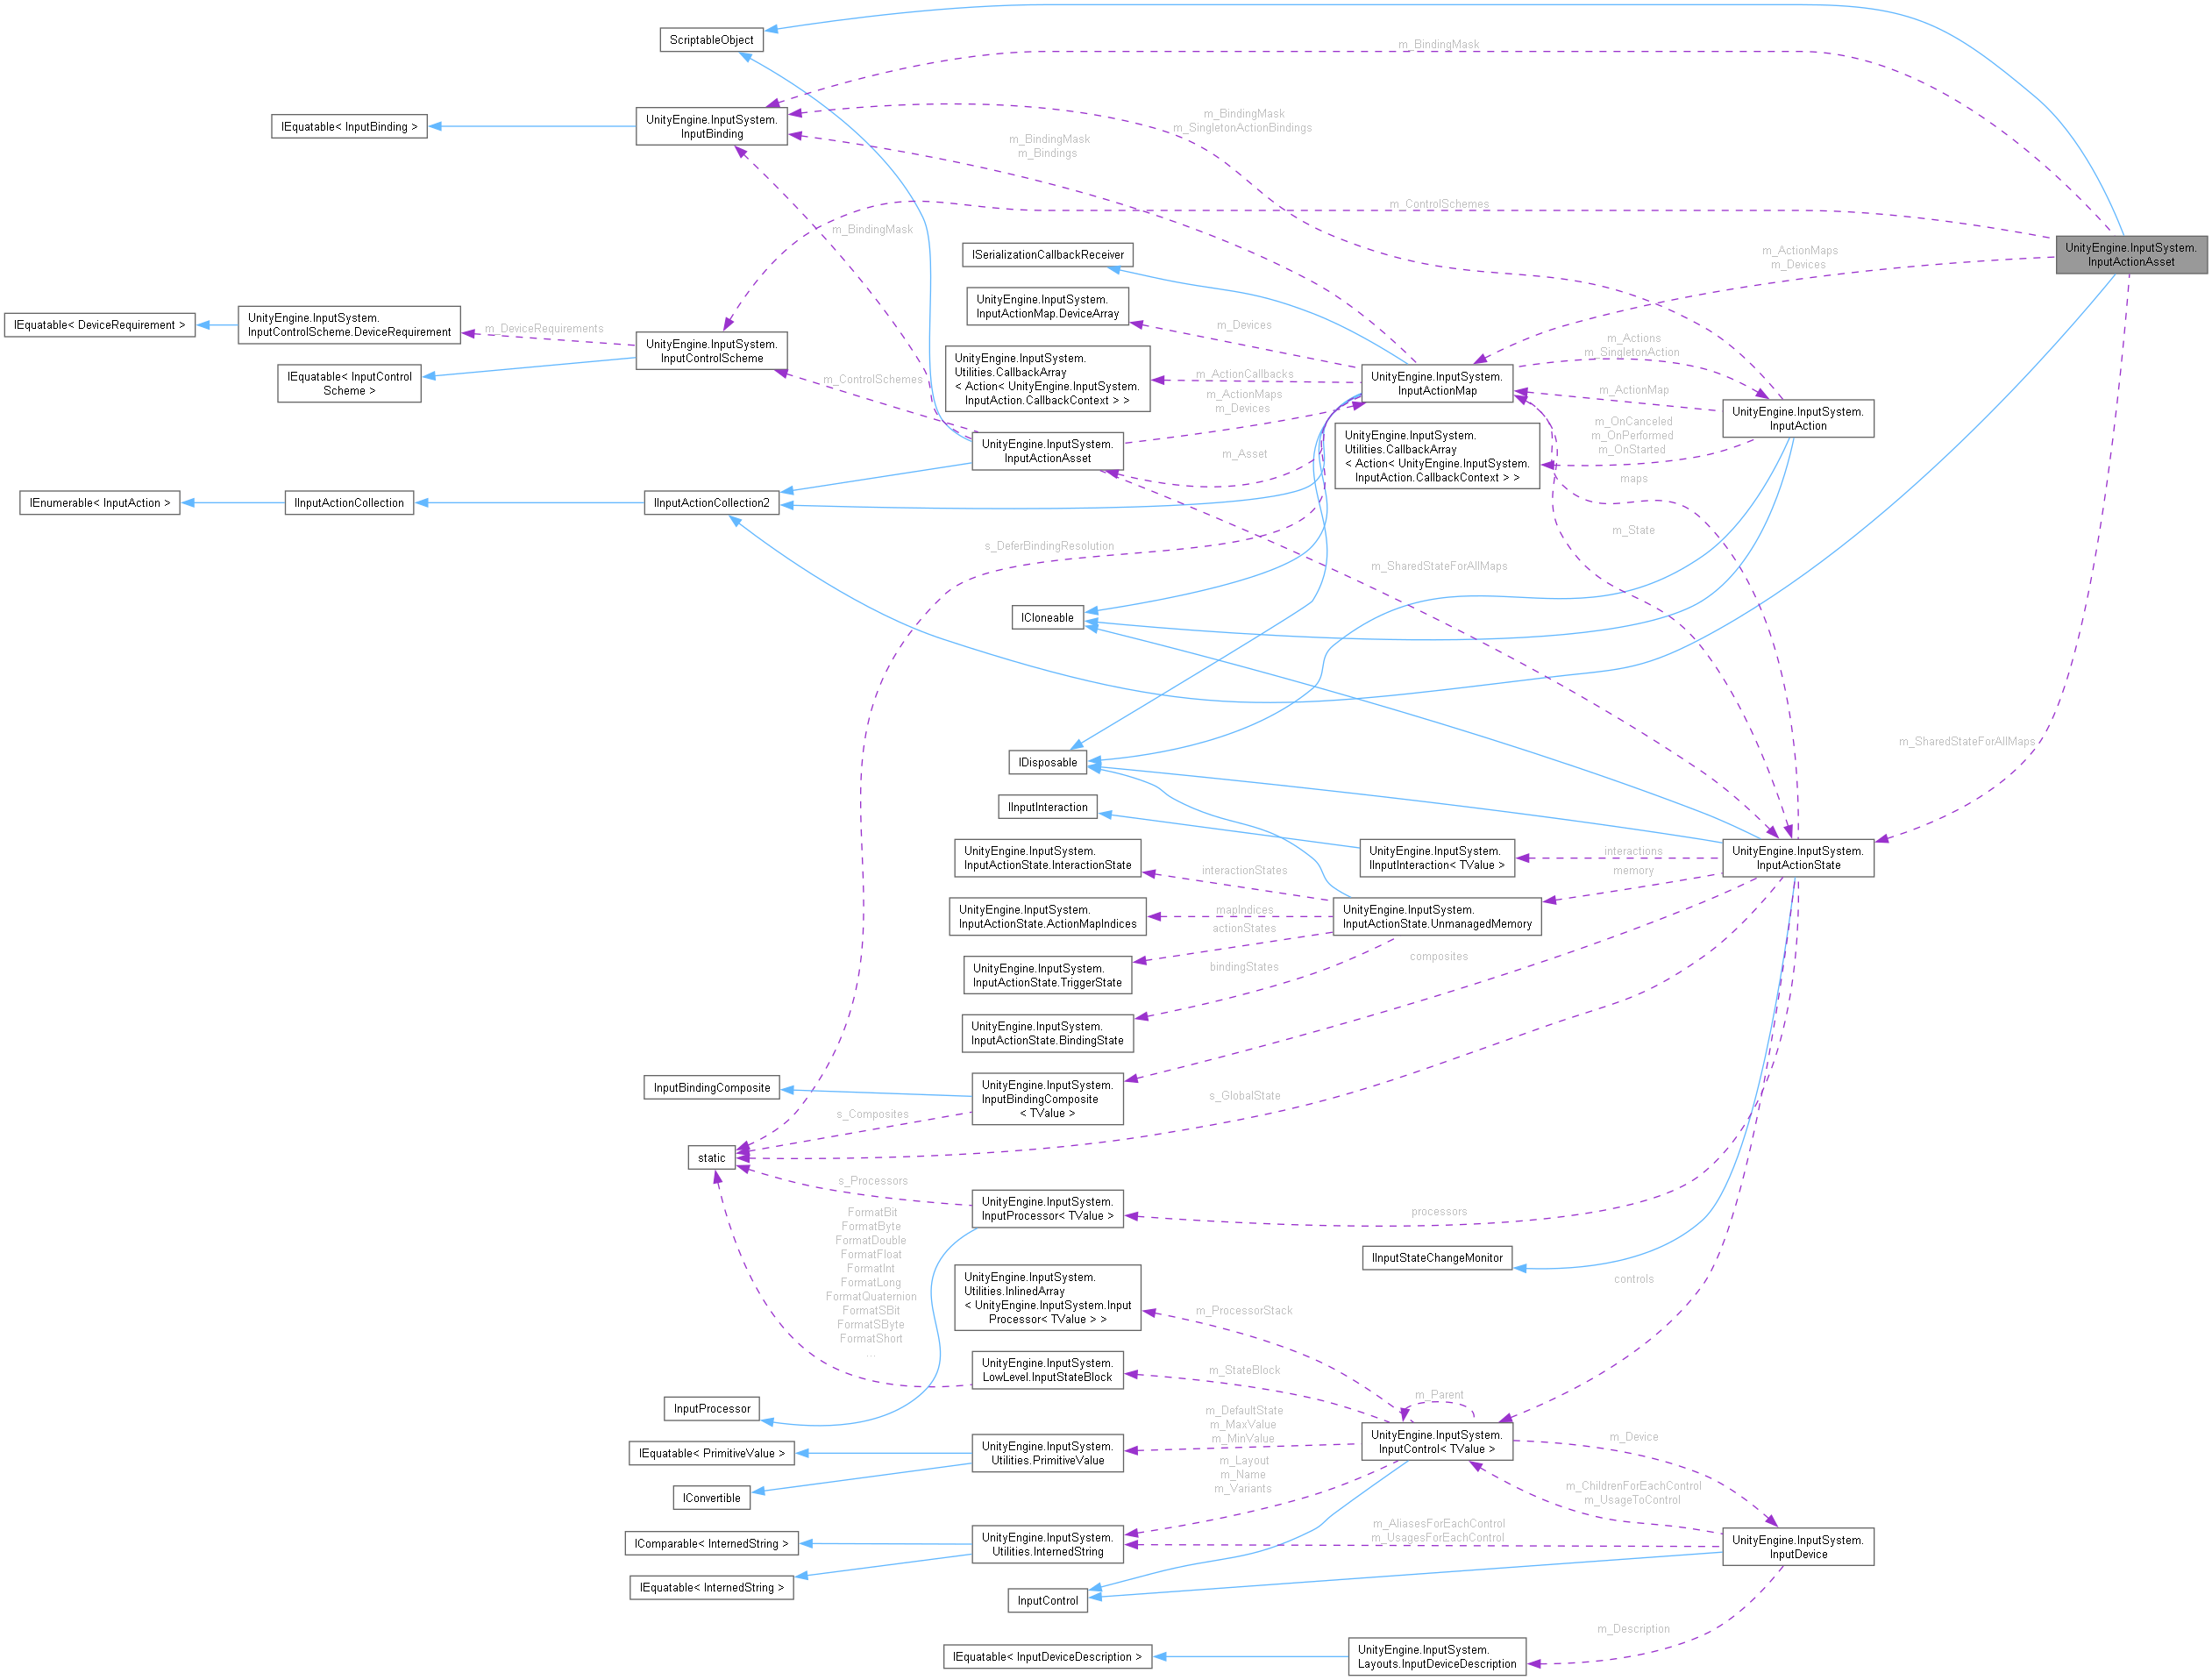 ScriptableObject
m_BindingMask
IEquatable< InputBinding >
UnityEngine.InputSystem.
InputBinding
m_BindingMask
m_SingletonActionBindings
m_BindingMask
m_Bindings
m_ControlSchemes
m_BindingMask
ISerializationCallbackReceiver
m_ActionMaps
m_Devices
UnityEngine.InputSystem.
InputActionAsset
UnityEngine.InputSystem.
InputActionMap.DeviceArray
IEquatable< DeviceRequirement >
UnityEngine.InputSystem.
InputControlScheme.DeviceRequirement
m_DeviceRequirements
UnityEngine.InputSystem.
InputControlScheme
m_Devices
m_Actions
m_SingletonAction
IEquatable< InputControl
Scheme >
m_ControlSchemes
UnityEngine.InputSystem.
Utilities.CallbackArray
< Action< UnityEngine.InputSystem.
InputAction.CallbackContext > >
m_ActionCallbacks
m_ActionMaps
m_Devices
UnityEngine.InputSystem.
InputActionMap
m_ActionMap
UnityEngine.InputSystem.
InputAction
UnityEngine.InputSystem.
InputActionAsset
m_Asset
UnityEngine.InputSystem.
Utilities.CallbackArray
< Action< UnityEngine.InputSystem.
InputAction.CallbackContext > >
m_OnCanceled
m_OnPerformed
m_OnStarted
maps
IEnumerable< InputAction >
IInputActionCollection
IInputActionCollection2
s_DeferBindingResolution
m_State
m_SharedStateForAllMaps
ICloneable
m_SharedStateForAllMaps
IDisposable
IInputInteraction
UnityEngine.InputSystem.
InputActionState.InteractionState
interactionStates
UnityEngine.InputSystem.
IInputInteraction< TValue >
interactions
memory
UnityEngine.InputSystem.
InputActionState
UnityEngine.InputSystem.
InputActionState.ActionMapIndices
mapIndices
actionStates
UnityEngine.InputSystem.
InputActionState.UnmanagedMemory
UnityEngine.InputSystem.
InputActionState.TriggerState
bindingStates
composites
UnityEngine.InputSystem.
InputActionState.BindingState
InputBindingComposite
UnityEngine.InputSystem.
InputBindingComposite
< TValue >
s_Composites
s_GlobalState
static
s_Processors
UnityEngine.InputSystem.
InputProcessor< TValue >
processors
FormatBit
FormatByte
FormatDouble
FormatFloat
FormatInt
FormatLong
FormatQuaternion
FormatSBit
FormatSByte
FormatShort
...
IInputStateChangeMonitor
controls
UnityEngine.InputSystem.
Utilities.InlinedArray
< UnityEngine.InputSystem.Input
Processor< TValue > >
m_ProcessorStack
UnityEngine.InputSystem.
LowLevel.InputStateBlock
m_StateBlock
m_Parent
InputProcessor
m_DefaultState
m_MaxValue
m_MinValue
UnityEngine.InputSystem.
InputControl< TValue >
m_Device
IEquatable< PrimitiveValue >
UnityEngine.InputSystem.
Utilities.PrimitiveValue
m_Layout
m_Name
m_Variants
IConvertible
m_ChildrenForEachControl
m_UsageToControl
IComparable< InternedString >
UnityEngine.InputSystem.
Utilities.InternedString
m_AliasesForEachControl
m_UsagesForEachControl
UnityEngine.InputSystem.
InputDevice
IEquatable< InternedString >
InputControl
m_Description
IEquatable< InputDeviceDescription >
UnityEngine.InputSystem.
Layouts.InputDeviceDescription